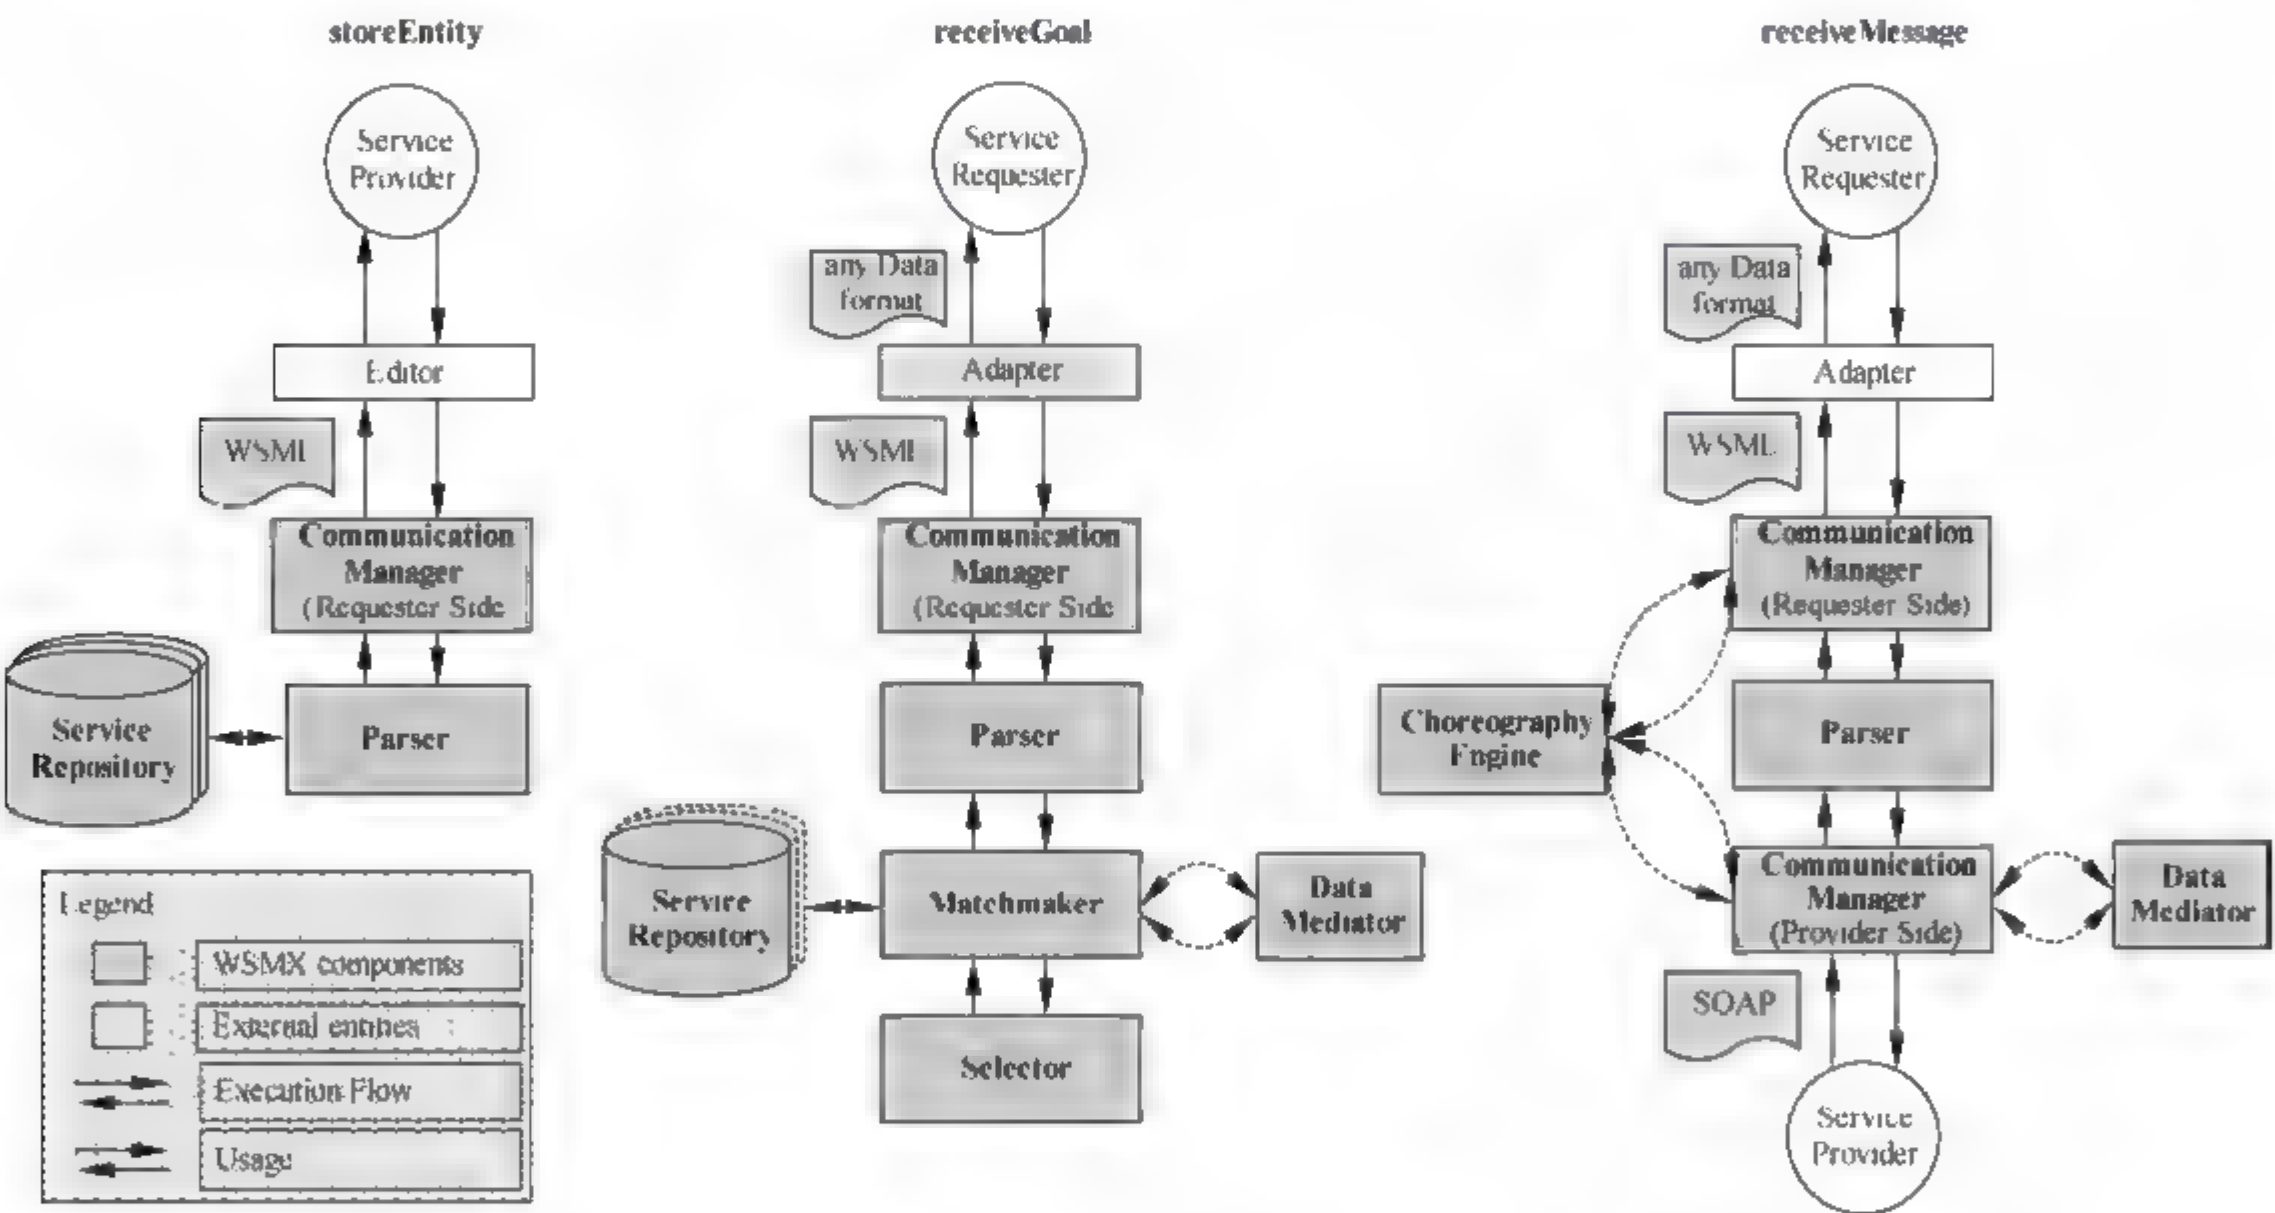 storeEntity
Service
Provider
Editor
WSML
Communication
Manager
(Requester Side
Service
Repository
Parser
Legend
WSMX components
External entities
Execution Flow
Usage
receiveGoal
Service
Requester
any Data
format
Adapter
WSML
Communication
Manager
(Requester Side
Parser
Service
Repository
Matchmaker
Data
Mediator
Selector
receiveMessage
Service
Requester
any Data
format
Adapter
WSML
Communication
Manager
(Requester Side)
Choreography
Engine
Parser
Communication
Manager
(Provider Side)
Data
Mediator
SOAP
Service
Provider